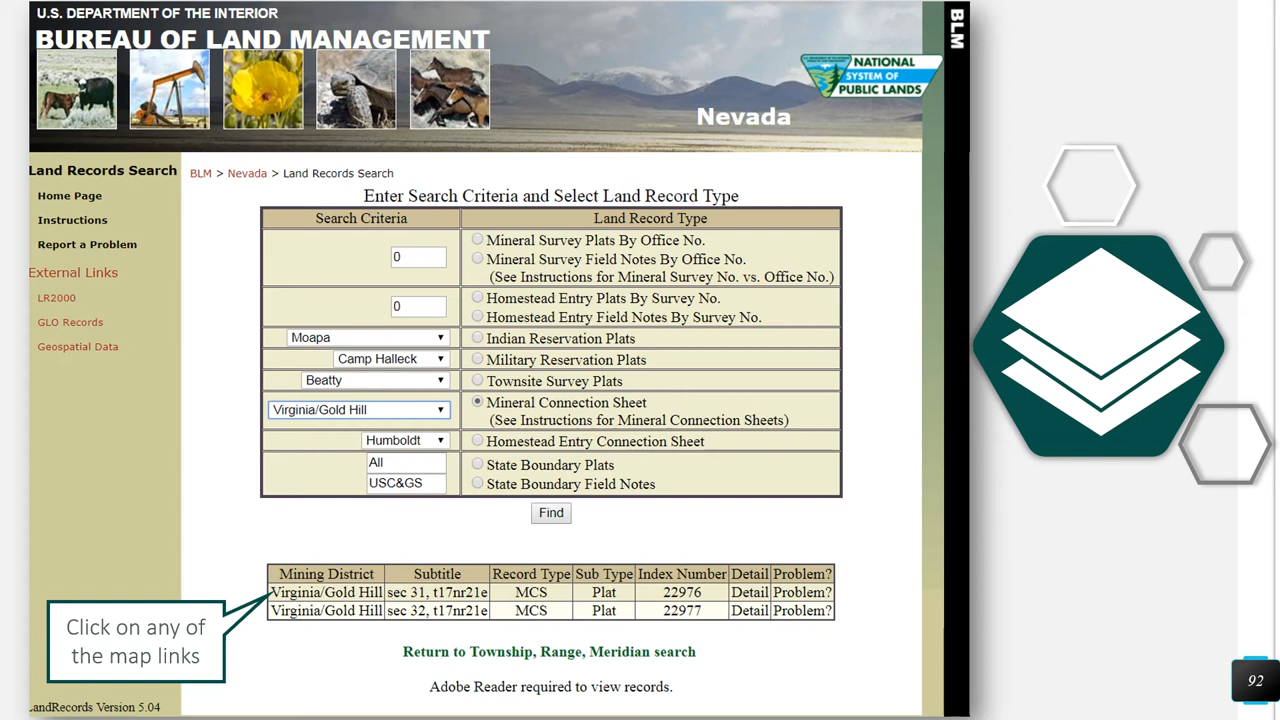 U.S. DEPARTMENT OF THE INTERIOR
BUREAU OF LAND MANAGEMENT
BLM
NATIONAL
SYSTEM OF
PUBLIC LANDS
Nevada
Land Records Search
Home Page
Instructions
Report a Problem
External Links
LR2000
GLO Records
Geospatial Data
BLM > Nevada > Land Records Search
Enter Search Criteria and Select Land Record Type
Search Criteria Land Record Type
0 Mineral Survey Plats By Office No.
Mineral Survey Field Notes By Office No.
(See Instructions for Mineral Survey No. vs. Office No.)
0 Homestead Entry Plats By Survey No.
Homestead Entry Field Notes By Survey No.
Moapa Indian Reservation Plats
Camp Halleck Military Reservation Plats
Beatty Townsite Survey Plats
Virginia/Gold Hill Mineral Connection Sheet
(See Instructions for Mineral Connection Sheets)
Humboldt Homestead Entry Connection Sheet
All State Boundary Plats
USC&GS State Boundary Field Notes
Find
Mining District Subtitle Record Type Sub Type Index Number Detail Problem?
Virginia/Gold Hill sec 31, t17nr21e MCS Plat 22976 Detail Problem?
Virginia/Gold Hill sec 32, t17nr21e MCS Plat 22977 Detail Problem?
Click on any of
the map links
Return to Township, Range, Meridian search
Adobe Reader required to view records.
LandRecords Version 5.04
92